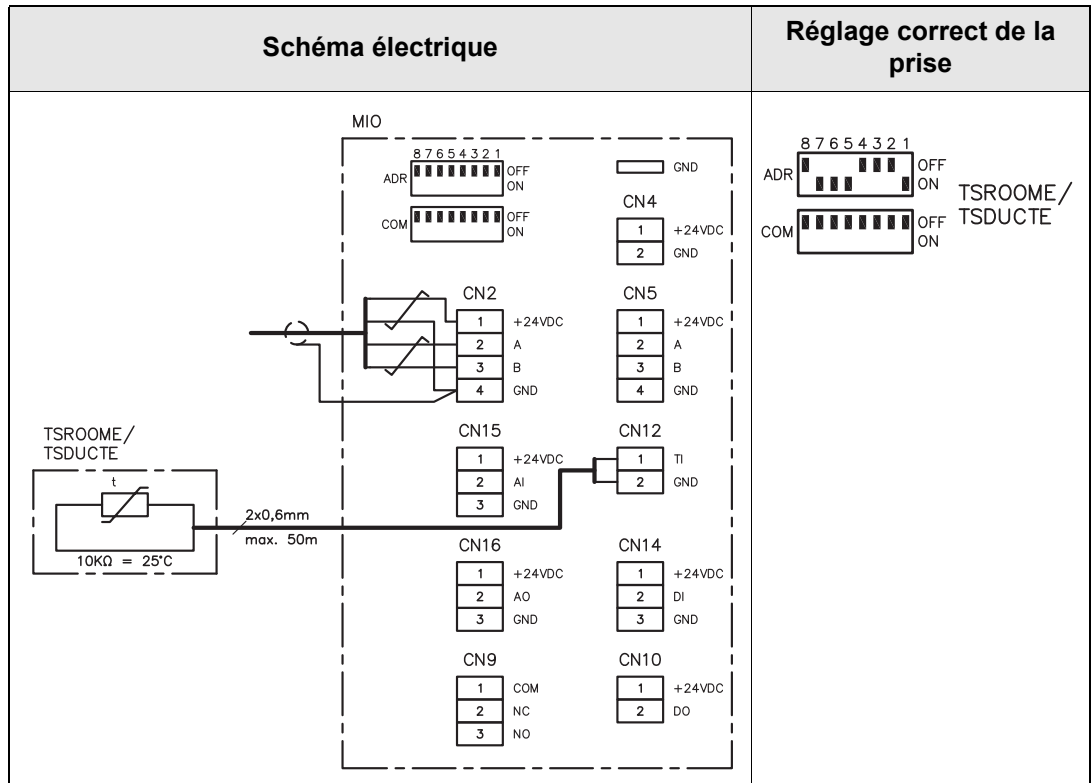 Schéma électrique
Réglage correct de la
prise
MIO
8 7 6 5 4 3 2 1
ADR
OFF
ON
COM
OFF
ON
GND
CN4
1 +24VDC
2 GND
CN2
1 +24VDC
2 A
3 B
4 GND
CN5
1 +24VDC
2 A
3 B
4 GND
TSROOME/
TSDUCTE
t
10KΩ = 25°C
2x0,6mm
max. 50m
CN15
1 +24VDC
2 AI
3 GND
CN12
1 TI
2 GND
CN16
1 +24VDC
2 AO
3 GND
CN14
1 +24VDC
2 DI
3 GND
CN9
1 COM
2 NC
3 NO
CN10
1 +24VDC
2 DO
8 7 6 5 4 3 2 1
ADR
OFF
ON
COM
OFF
ON
TSROOME/
TSDUCTE